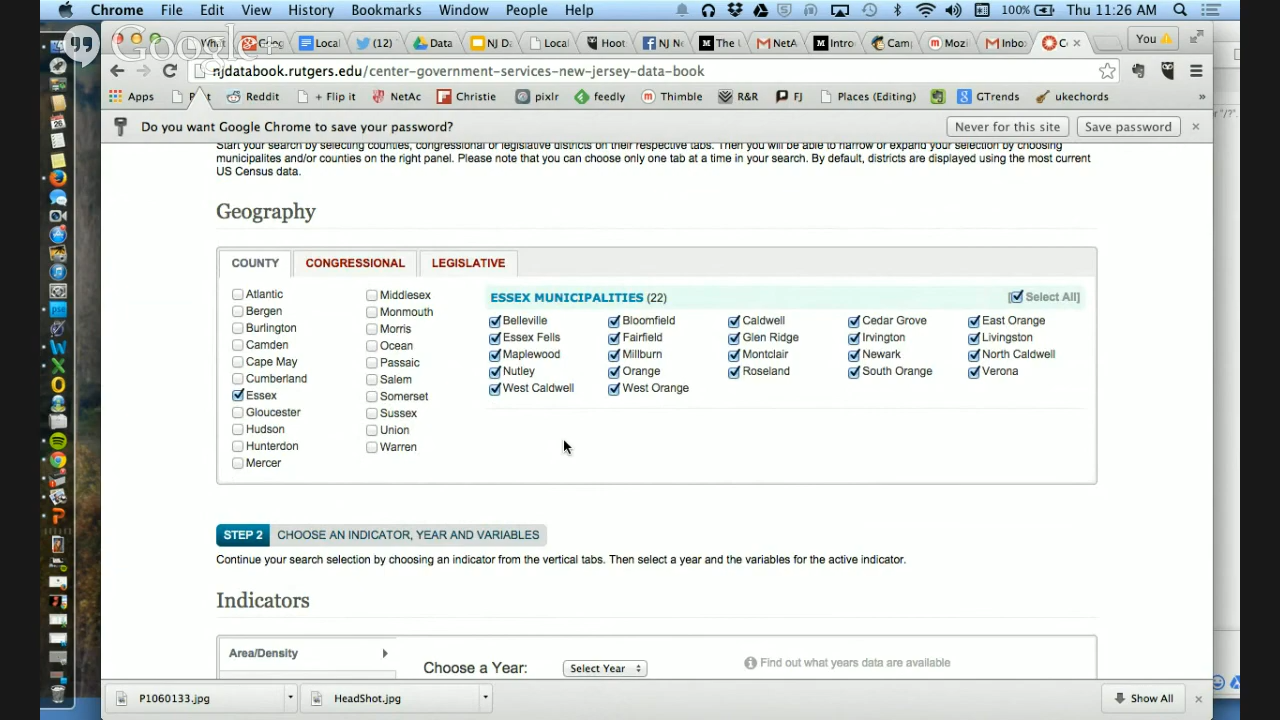 Chrome File Edit View History Bookmarks Window People Help 100% Thu 11:26 AM
Google+
Local (12) Data NJ D Local Hoot NJ N The NetA Intro Cam Mozi Inbo C You
njdatabook.rutgers.edu/center-government-services-new-jersey-data-book
Apps Reddit + Flip it NetAc Christie pixlr feedly Thimble R&R Places (Editing) GTrends ukechords »
Do you want Google Chrome to save your password? Never for this site Save password
Start your search by selecting counties, congressional or legislative districts on their respective tabs. Then you will be able to narrow or expand your selection by choosing
municipalites and/or counties on the right panel. Please note that you can choose only one tab at a time in your search. By default, districts are displayed using the most current
US Census data.
Geography
COUNTY CONGRESSIONAL LEGISLATIVE
Atlantic Middlesex ESSEX MUNICIPALITIES (22) [Select All]
Bergen Monmouth Belleville Bloomfield Caldwell Cedar Grove East Orange
Burlington Morris Essex Fells Fairfield Glen Ridge Irvington Livingston
Camden Ocean Maplewood Millburn Montclair Newark North Caldwell
Cape May Passaic Nutley Orange Roseland South Orange Verona
Cumberland Salem West Caldwell West Orange
Essex Somerset
Gloucester Sussex
Hudson Union
Hunterdon Warren
Mercer
STEP 2 CHOOSE AN INDICATOR, YEAR AND VARIABLES
Continue your search selection by choosing an indicator from the vertical tabs. Then select a year and the variables for the active indicator.
Indicators
Area/Density
Choose a Year: Select Year Find out what years data are available
P1060133.jpg HeadShot.jpg Show All